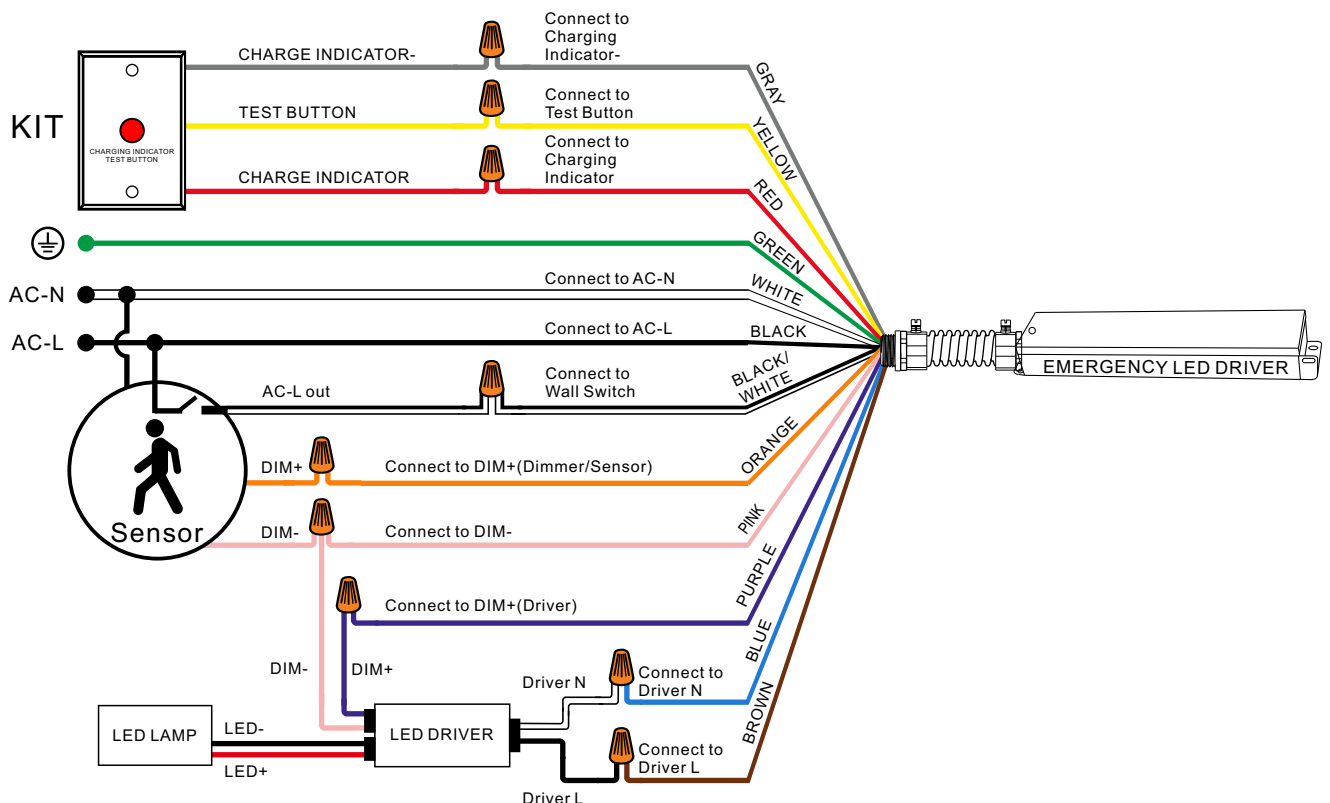 KIT
CHARGING INDICATOR
TEST BUTTON
CHARGE INDICATOR-
Connect to
Charging
Indicator-
GRAY
TEST BUTTON
Connect to
Test Button
YELLOW
CHARGE INDICATOR
Connect to
Charging
Indicator
RED
GREEN
AC-N
Connect to AC-N
WHITE
AC-L
Connect to AC-L
BLACK
AC-L out
Connect to
Wall Switch
BLACK/
WHITE
EMERGENCY LED DRIVER
Sensor
DIM+
Connect to DIM+(Dimmer/Sensor)
ORANGE
DIM-
Connect to DIM-
PINK
Connect to DIM+(Driver)
PURPLE
DIM-
DIM+
Driver N
Connect to
Driver N
BLUE
LED LAMP
LED-
LED+
LED DRIVER
Connect to
Driver L
BROWN
Driver L